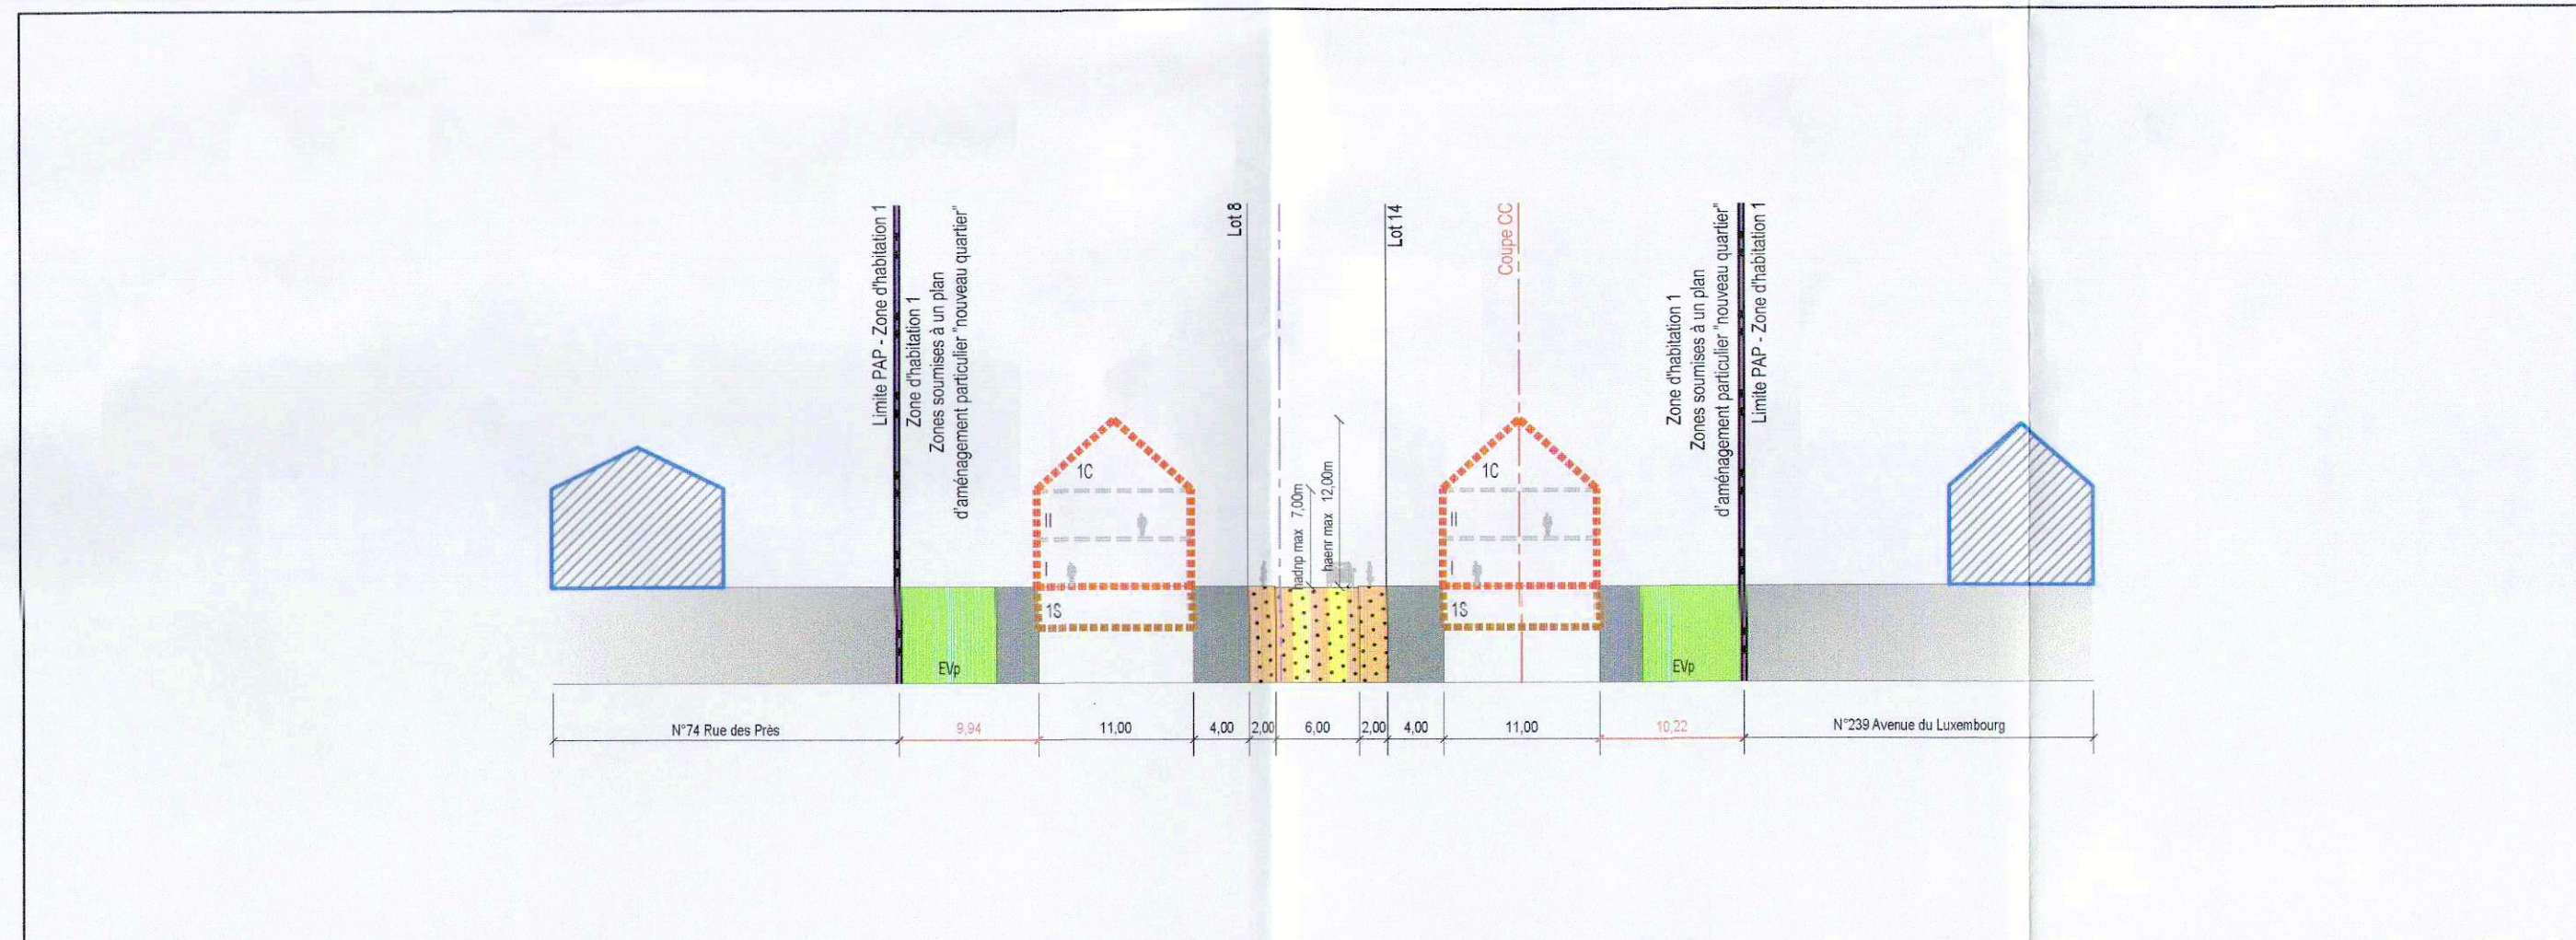 Limite PAP - Zone d'habitation 1
Zone d'habitation 1
Zones soumises à un plan
d'aménagement particulier "nouveau quartier"
Lot 8
Lot 14
Coupe CC
Zone d'habitation 1
Zones soumises à un plan
d'aménagement particulier "nouveau quartier"
Limite PAP - Zone d'habitation 1
1C
II
I
1S
hadnp max 7,00m
haenr max 12,00m
1C
II
I
1S
EVp
EVp
N°74 Rue des Près
9,94
11,00
4,00
2,00
6,00
2,00
4,00
11,00
10,22
N°239 Avenue du Luxembourg